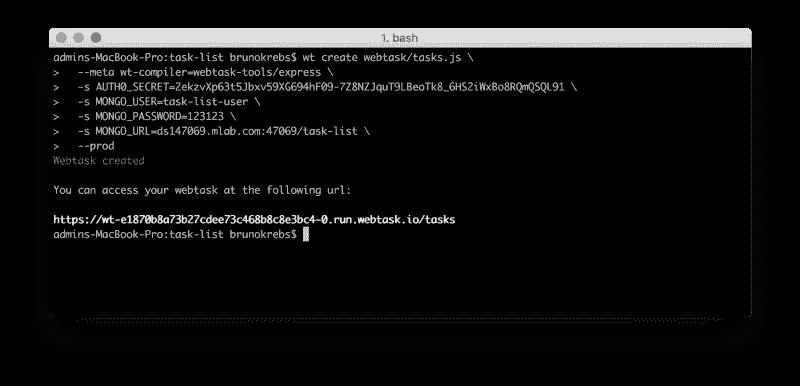 1. bash
admins-MacBook-Pro:task-list brunokrebs$ wt create webtask/tasks.js \
> --meta wt-compiler=webtask-tools/express \
> -s AUTH0_SECRET=2ekzvXp63t5Jbxv59XG694hF09-7Z8NZJquT9LBeoTk8_6HS2iWxBo8RQmQSQL91 \
> -s MONGO_USER=task-list-user \
> -s MONGO_PASSWORD=123123 \
> -s MONGO_URL=ds147069.mlab.com:47069/task-list \
> --prod
Webtask created
You can access your webtask at the following url:
https://wt-e1870b8a73b27cdee73c468b8c8e3bc4-0.run.webtask.io/tasks
admins-MacBook-Pro:task-list brunokrebs$